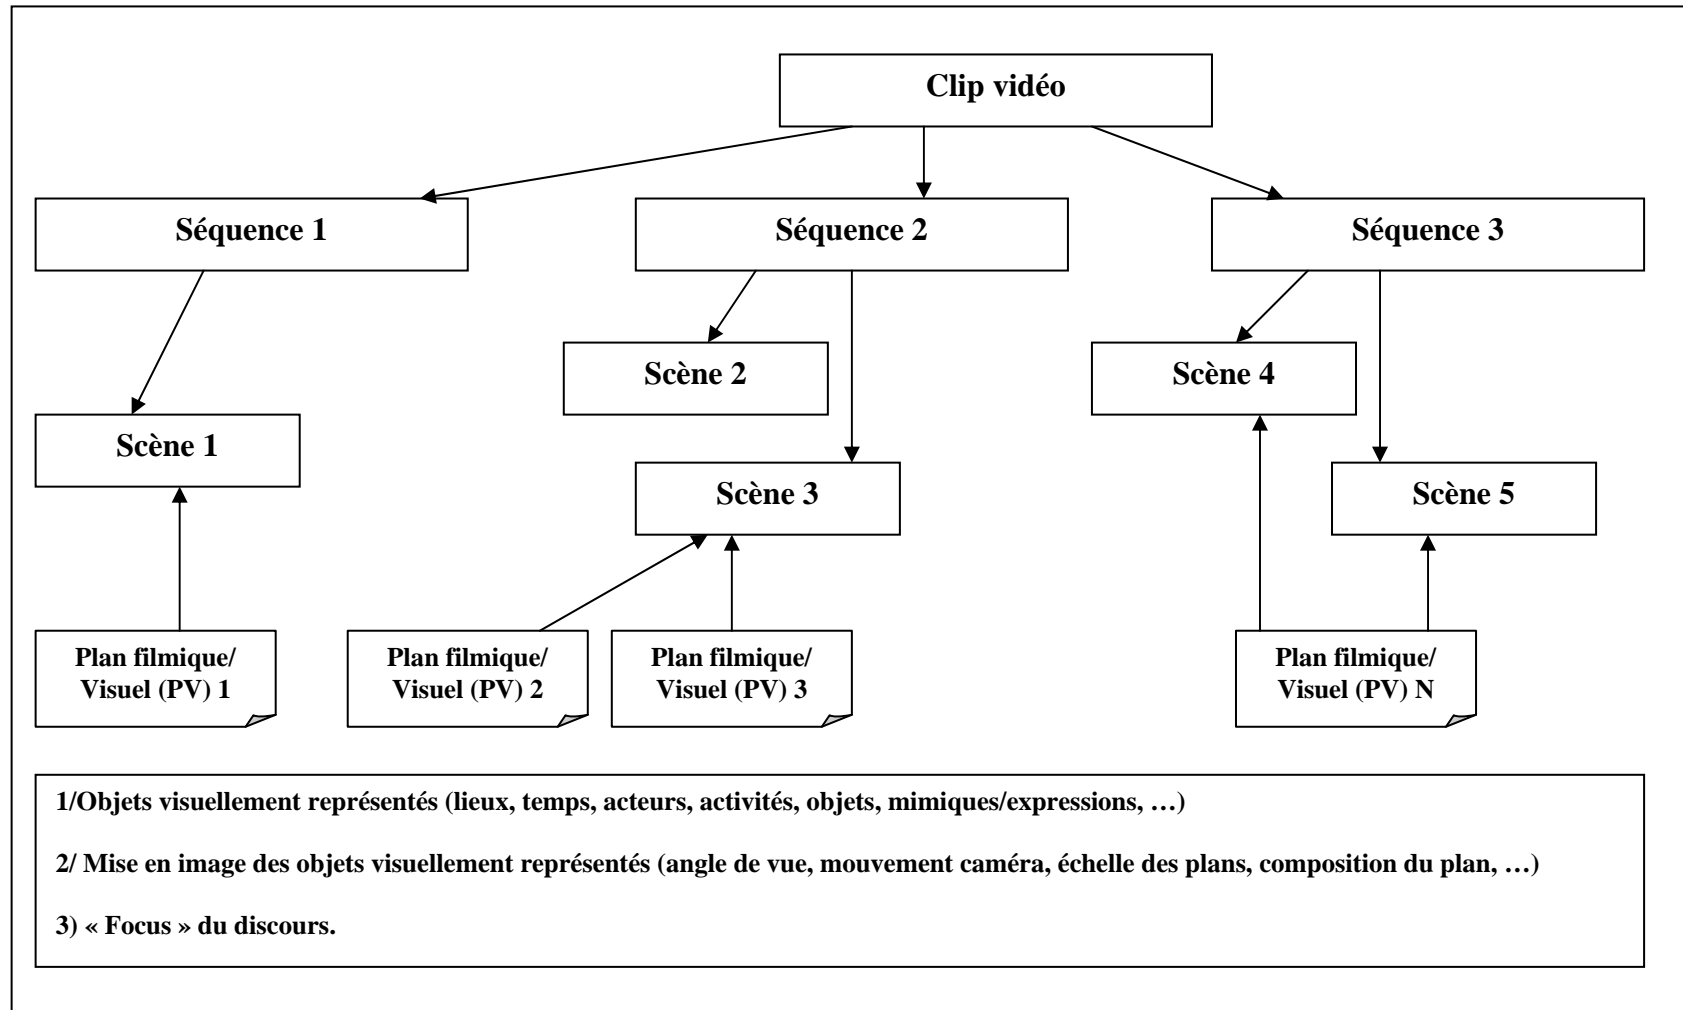 Clip vidéo
Séquence 1
Séquence 2
Séquence 3
Scène 2
Scène 4
Scène 1
Scène 3
Scène 5
Plan filmique/
Visuel (PV) 1
Plan filmique/
Visuel (PV) 2
Plan filmique/
Visuel (PV) 3
Plan filmique/
Visuel (PV) N
1/Objets visuellement représentés (lieux, temps, acteurs, activités, objets, mimiques/expressions, …)
2/ Mise en image des objets visuellement représentés (angle de vue, mouvement caméra, échelle des plans, composition du plan, …)
3) « Focus » du discours.